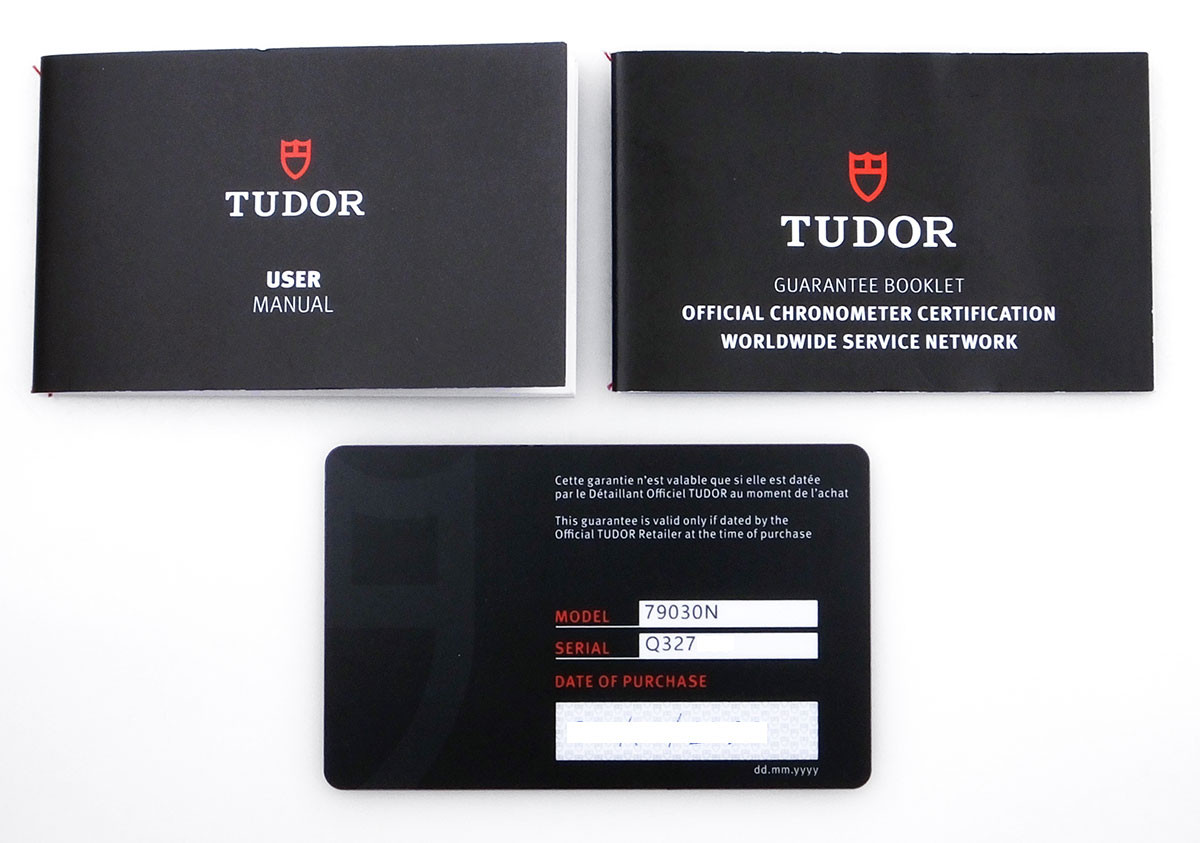 TUDOR
USER
MANUAL
TUDOR
GUARANTEE BOOKLET
OFFICIAL CHRONOMETER CERTIFICATION
WORLDWIDE SERVICE NETWORK
Cette garantie n'est valable que si elle est datée
par le Détaillant Officiel TUDOR au moment de l'achat
This guarantee is valid only if dated by the
Official TUDOR Retailer at the time of purchase
MODEL 79030N
SERIAL Q327
DATE OF PURCHASE
dd.mm.yyyy